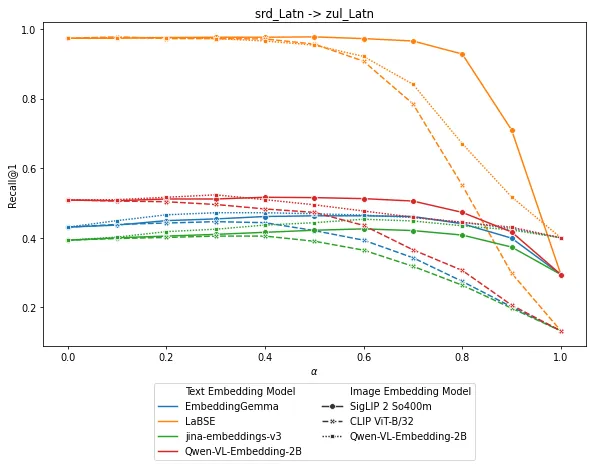 srd_Latn -> zul_Latn
Recall@1
1.0
0.8
0.6
0.4
0.2
0.0 0.2 0.4 0.6 0.8 1.0
α
Text Embedding Model Image Embedding Model
EmbeddingGemma SigLIP 2 So400m
LaBSE CLIP ViT-B/32
jina-embeddings-v3 Qwen-VL-Embedding-2B
Qwen-VL-Embedding-2B